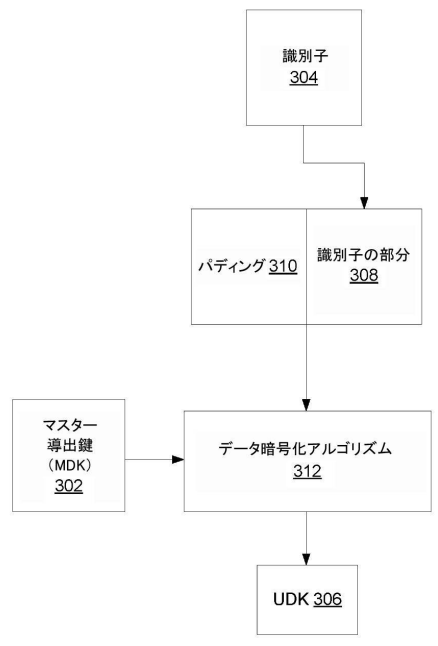 識別子
304
パディング 310
識別子の部分
308
マスター
導出鍵
(MDK)
302
データ暗号化アルゴリズム
312
UDK 306